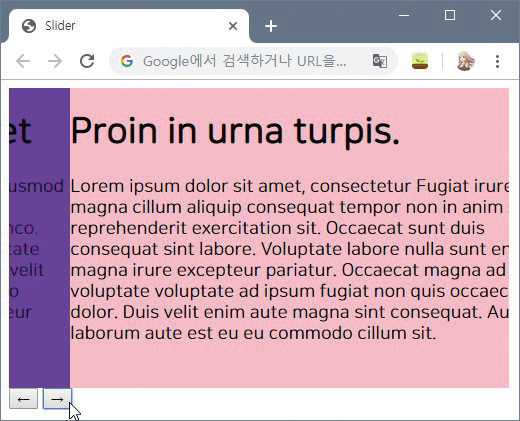 Slider
Google에서 검색하거나 URL을...
et
Proin in urna turpis.
usmod
nco.
tate
velit
o
eur
Lorem ipsum dolor sit amet, consectetur Fugiat irure
magna cillum aliquip consequat tempor non in anim
reprehenderit exercitation sit. Occaecat sunt duis
consequat sint labore. Voluptate labore nulla sunt en
magna irure excepteur pariatur. Occaecat magna ad
voluptate voluptate ad ipsum fugiat non quis occaec
dolor. Duis velit enim aute magna sint consequat. Au
laborum aute est eu eu commodo cillum sit.
← →